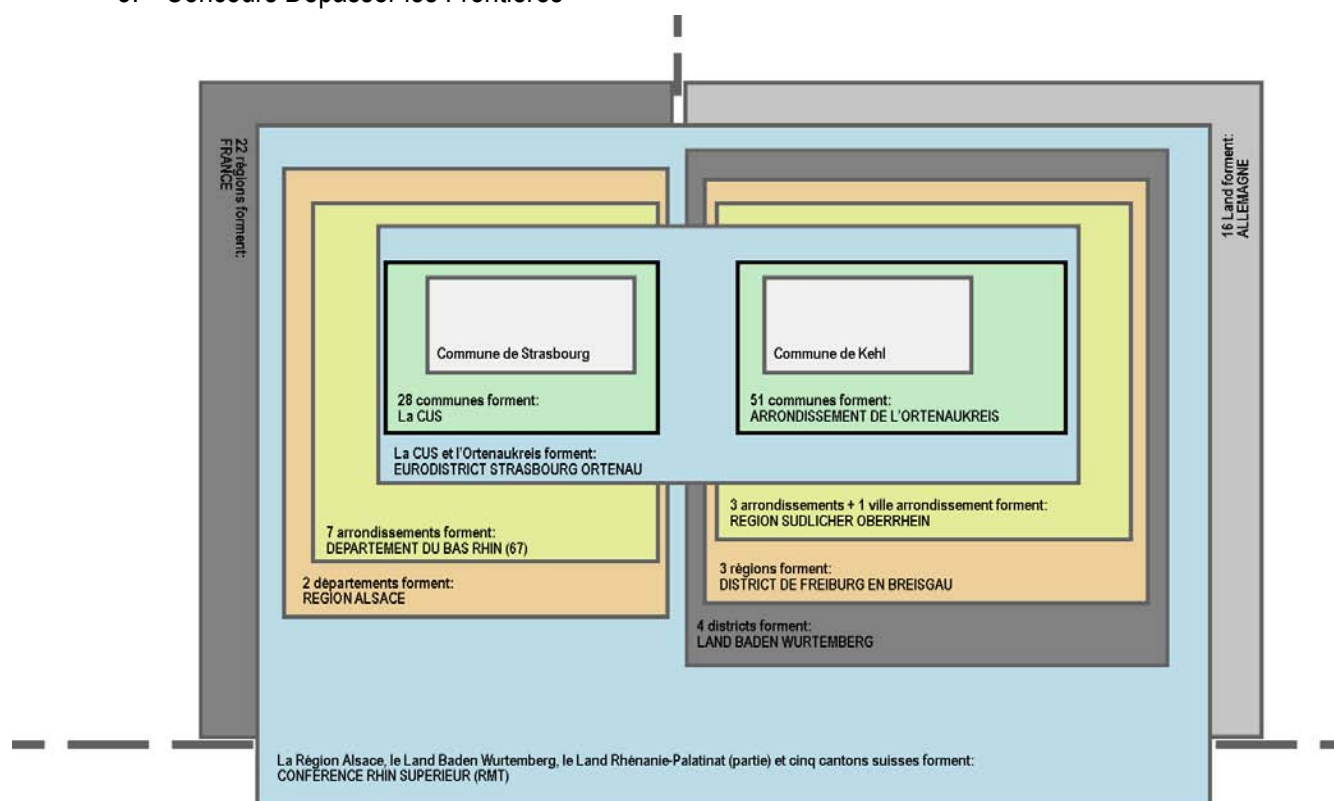 22 régions forment:
FRANCE
16 Land forment:
ALLEMAGNE
Commune de Strasbourg
Commune de Kehl
28 communes forment:
La CUS
51 communes forment:
ARRONDISSEMENT DE L'ORTENAUKREIS
La CUS et l'Ortenaukreis forment:
EURODISTRICT STRASBOURG ORTENAU
3 arrondissements + 1 ville arrondissement forment:
REGION SUDLICHER OBERRHEIN
7 arrondissements forment:
DEPARTEMENT DU BAS RHIN (67)
3 régions forment:
DISTRICT DE FREIBURG EN BREISGAU
2 départements forment:
REGION ALSACE
4 districts forment:
LAND BADEN WURTEMBERG
La Région Alsace, le Land Baden Wurtemberg, le Land Rhénanie-Palatinat (partie) et cinq cantons suisses forment:
CONFÉRENCE RHIN SUPERIEUR (RMT)